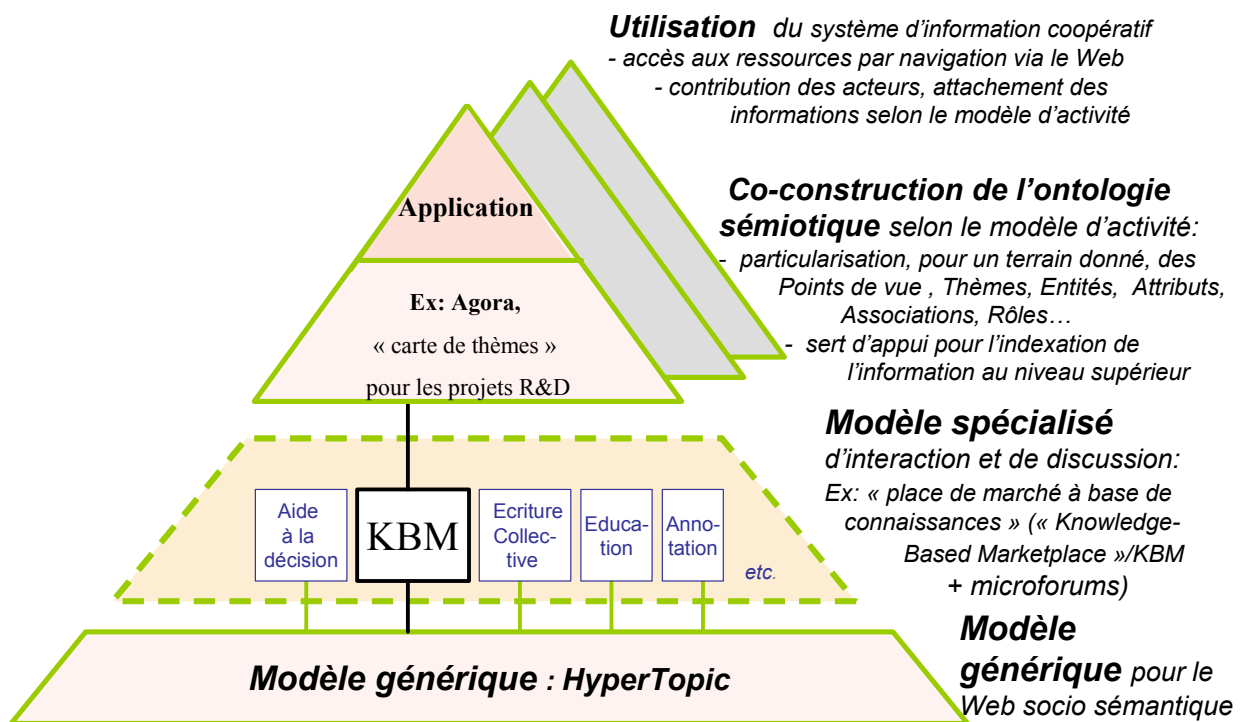 Utilisation du système d’information coopératif
- accès aux ressources par navigation via le Web
- contribution des acteurs, attachement des
informations selon le modèle d’activité
Application
Co-construction de l’ontologie
sémiotique selon le modèle d’activité:
- particularisation, pour un terrain donné, des
Points de vue , Thèmes, Entités, Attributs,
Associations, Rôles…
- sert d’appui pour l’indexation de
l’information au niveau supérieur
Ex: Agora,
« carte de thèmes »
pour les projets R&D
Modèle spécialisé
d’interaction et de discussion:
Ex: « place de marché à base de
connaissances » (« Knowledge-
Based Marketplace »/KBM
+ microforums)
Aide
à la
décision
KBM
Ecriture
Collec-
tive
Educa-
tion
Anno-
tation
etc.
Modèle
générique pour le
Web socio sémantique
Modèle générique : HyperTopic